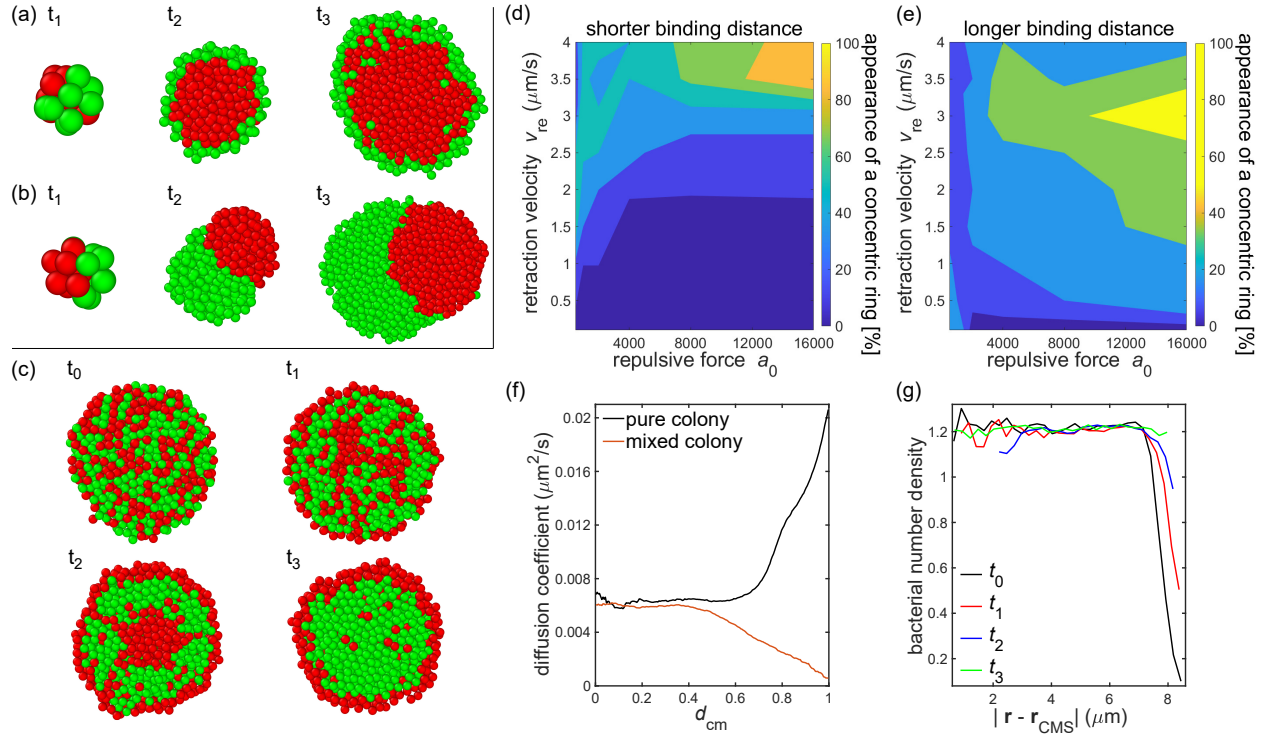 (a)
t1
t2
t3
(b)
t1
t2
t3
(c)
t0
t1
t2
t3
(d)
shorter binding distance
retraction velocity vre (μm/s)
4
3.5
3
2.5
2
1.5
1
0.5
4000
8000
12000
16000
repulsive force a0
100
80
60
40
20
0
appearance of a concentric ring [%]
(e)
longer binding distance
retraction velocity vre (μm/s)
4
3.5
3
2.5
2
1.5
1
0.5
4000
8000
12000
16000
repulsive force a0
100
80
60
40
20
0
appearance of a concentric ring [%]
(f)
pure colony
mixed colony
diffusion coefficient (μm2/s)
0.02
0.016
0.012
0.008
0.004
0
0
0.2
0.4
0.6
0.8
1
dcm
(g)
bacterial number density
1.2
1.2
1
0.8
0.6
0.4
0.2
t0
t1
t2
t3
2
4
6
8
| r - rCMS| (μm)